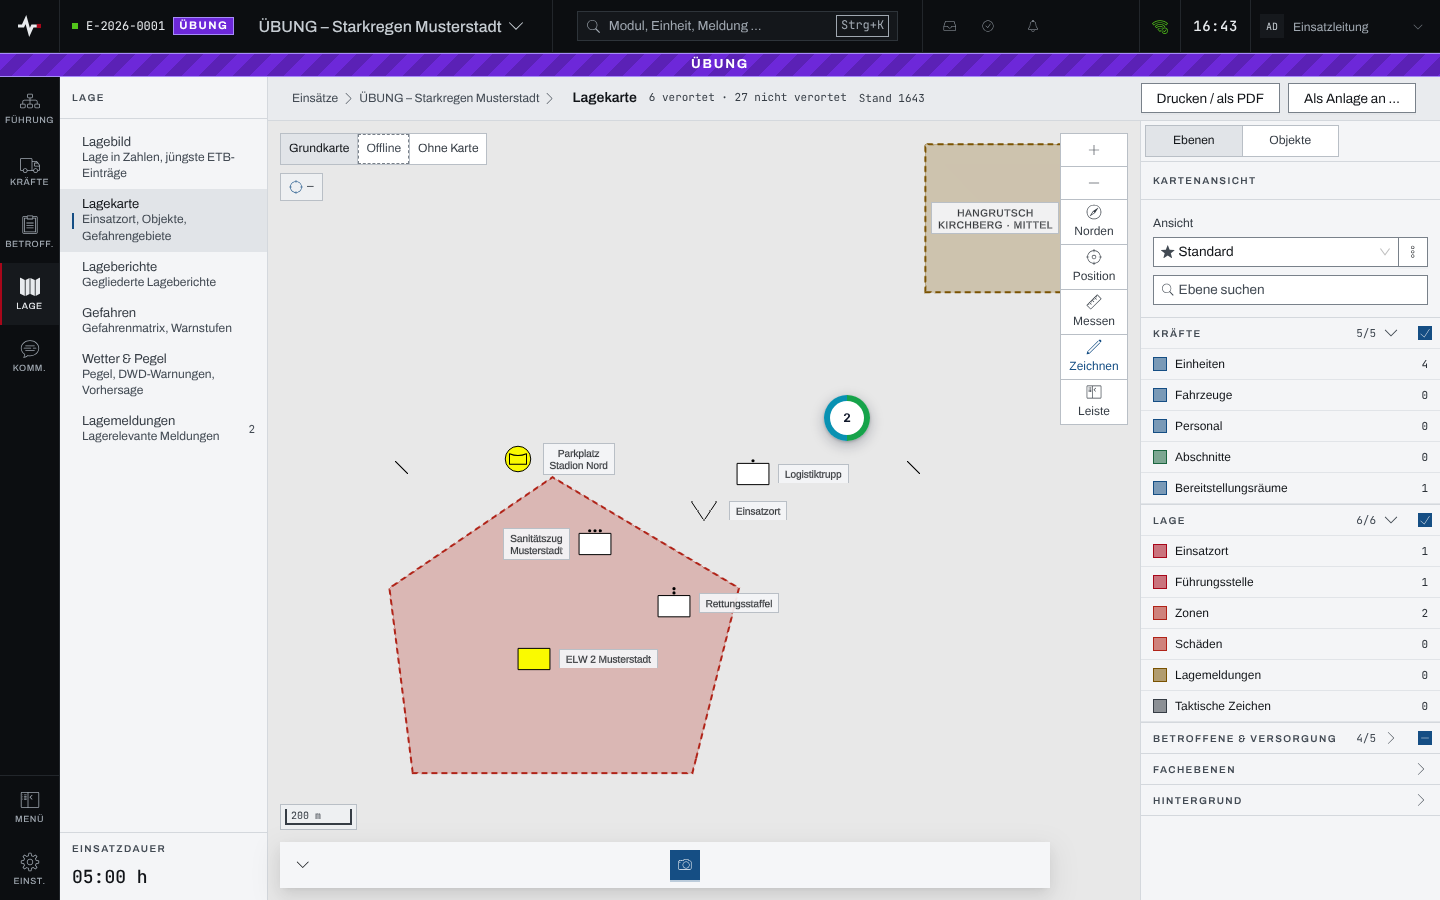 E-2026-0001 ÜBUNG ÜBUNG – Starkregen Musterstadt
Modul, Einheit, Meldung ... Strg+K
16:43 AD Einsatzleitung
ÜBUNG
FÜHRUNG
KRÄFTE
BETROFF.
LAGE
KOMM.
MENÜ
EINST.
LAGE
Lagebild
Lage in Zahlen, jüngste ETB-
Einträge
Lagekarte
Einsatzort, Objekte,
Gefahrengebiete
Lageberichte
Gegliederte Lageberichte
Gefahren
Gefahrenmatrix, Warnstufen
Wetter & Pegel
Pegel, DWD-Warnungen,
Vorhersage
Lagemeldungen
Lagerelevante Meldungen 2
EINSATZDAUER
05:00 h
Einsätze ÜBUNG – Starkregen Musterstadt Lagekarte 6 verortet · 27 nicht verortet Stand 1643
Drucken / als PDF Als Anlage an ...
Grundkarte Offline Ohne Karte
–
HANGRUTSCH
KIRCHBERG · MITTEL
+
−
Norden
Position
Messen
Zeichnen
Leiste
2
Parkplatz
Stadion Nord
Logistiktrupp
Einsatzort
Sanitätszug
Musterstadt
Rettungsstaffel
ELW 2 Musterstadt
200 m
Ebenen Objekte
KARTENANSICHT
Ansicht
Standard
Ebene suchen
KRÄFTE 5/5
Einheiten 4
Fahrzeuge 0
Personal 0
Abschnitte 0
Bereitstellungsräume 1
LAGE 6/6
Einsatzort 1
Führungsstelle 1
Zonen 2
Schäden 0
Lagemeldungen 0
Taktische Zeichen 0
BETROFFENE & VERSORGUNG 4/5
FACHEBENEN
HINTERGRUND